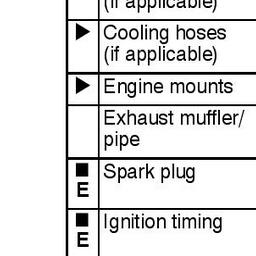 (if applicable)
▶ Cooling hoses
(if applicable)
▶ Engine mounts
Exhaust muffler/
pipe
■ Spark plug
E
■ Ignition timing
E